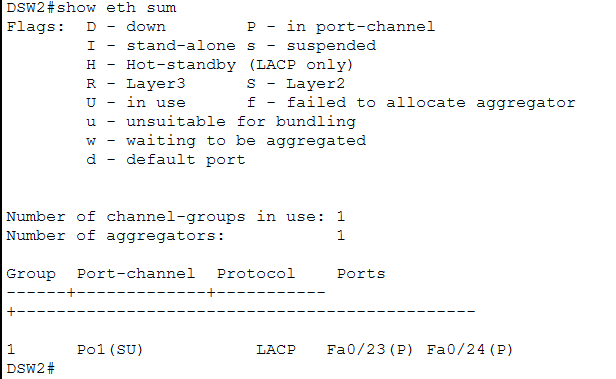 DSW2#show eth sum
Flags:  D - down        P - in port-channel
        I - stand-alone s - suspended
        H - Hot-standby (LACP only)
        R - Layer3      S - Layer2
        U - in use      f - failed to allocate aggregator
        u - unsuitable for bundling
        w - waiting to be aggregated
        d - default port
Number of channel-groups in use: 1
Number of aggregators:           1
Group  Port-channel  Protocol    Ports
------+-------------+-----------
+----------------------------------------------
1      Po1(SU)           LACP   Fa0/23(P) Fa0/24(P)
DSW2#